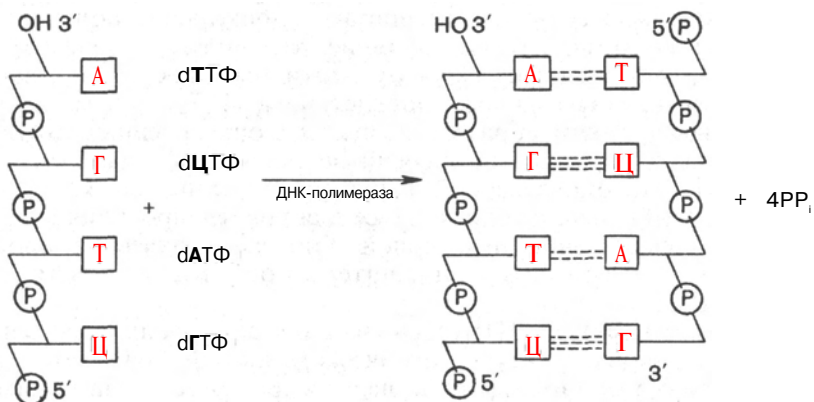 OH 3′ HO 3′ 5′ P
А dТТФ А Т
P P P
Г dЦТФ Г Ц
ДНК-полимераза
P + P P + 4PPi
Т dАТФ Т А
P P P
Ц dГТФ Ц Г
P 5′ P 5′ 3′